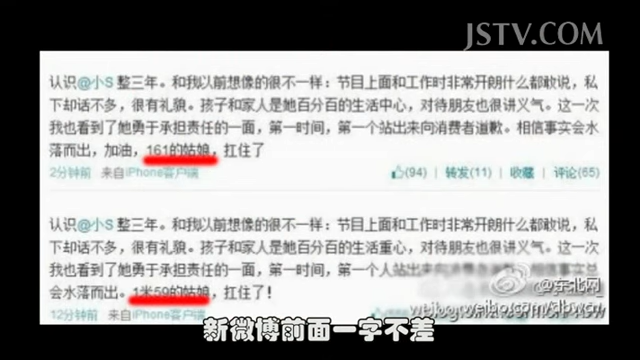 JSTV.COM
认识@小S 整三年。和我以前想像的很不一样：节目上面和工作时非常开朗什么都敢说，私
下却话不多，很有礼貌。孩子和家人是她百分百的生活中心，对待朋友也很讲义气。这一次
我也看到了她勇于承担责任的一面，第一时间，第一个站出来向消费者道歉。相信事实会水
落而出，加油，161的姑娘，扛住了
2分钟前 来自iPhone客户端 (94) 转发(11) 收藏 评论(65)
认识@小S 整三年。和我以前想像的很不一样：节目上面和工作时非常开朗什么都敢说，私
下却话不多，很有礼貌。孩子和家人是她百分百的生活重心，对待朋友也很讲义气。这一次
我也看到了她勇于承担责任的一面，第一时间，第一个人站出来向消费者道歉。相信事实总
会水落而出。1米59的姑娘，扛住了！
@东北网
12分钟前 来自iPhone客户端
新微博前面一字不差